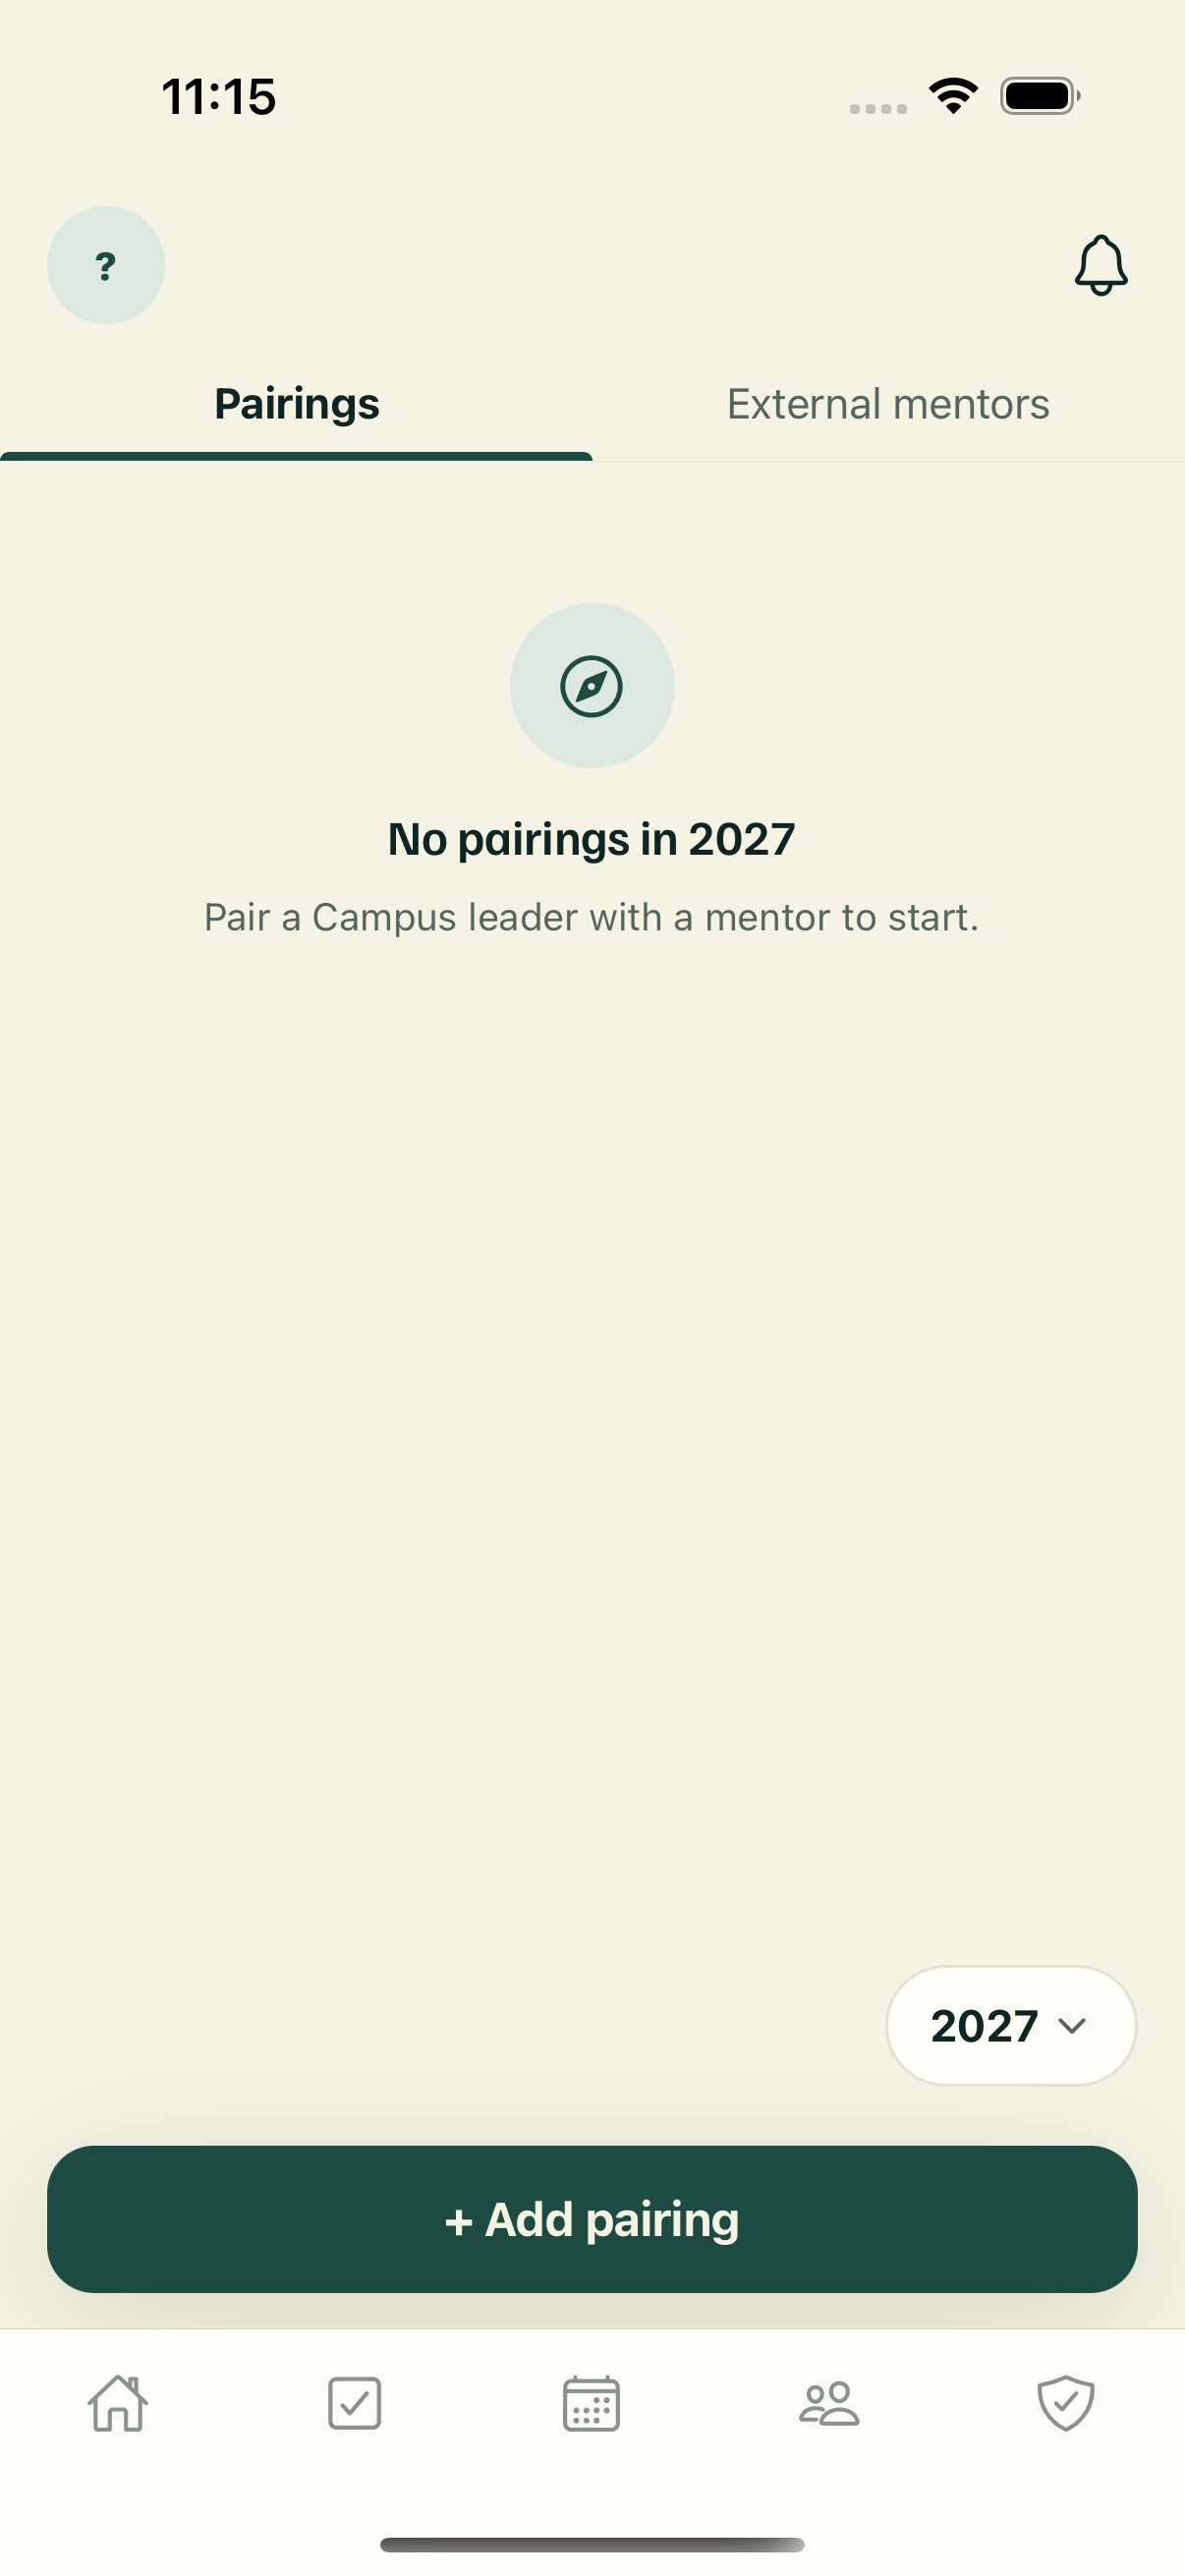 11:15
?
Pairings
External mentors
No pairings in 2027
Pair a Campus leader with a mentor to start.
2027
+ Add pairing